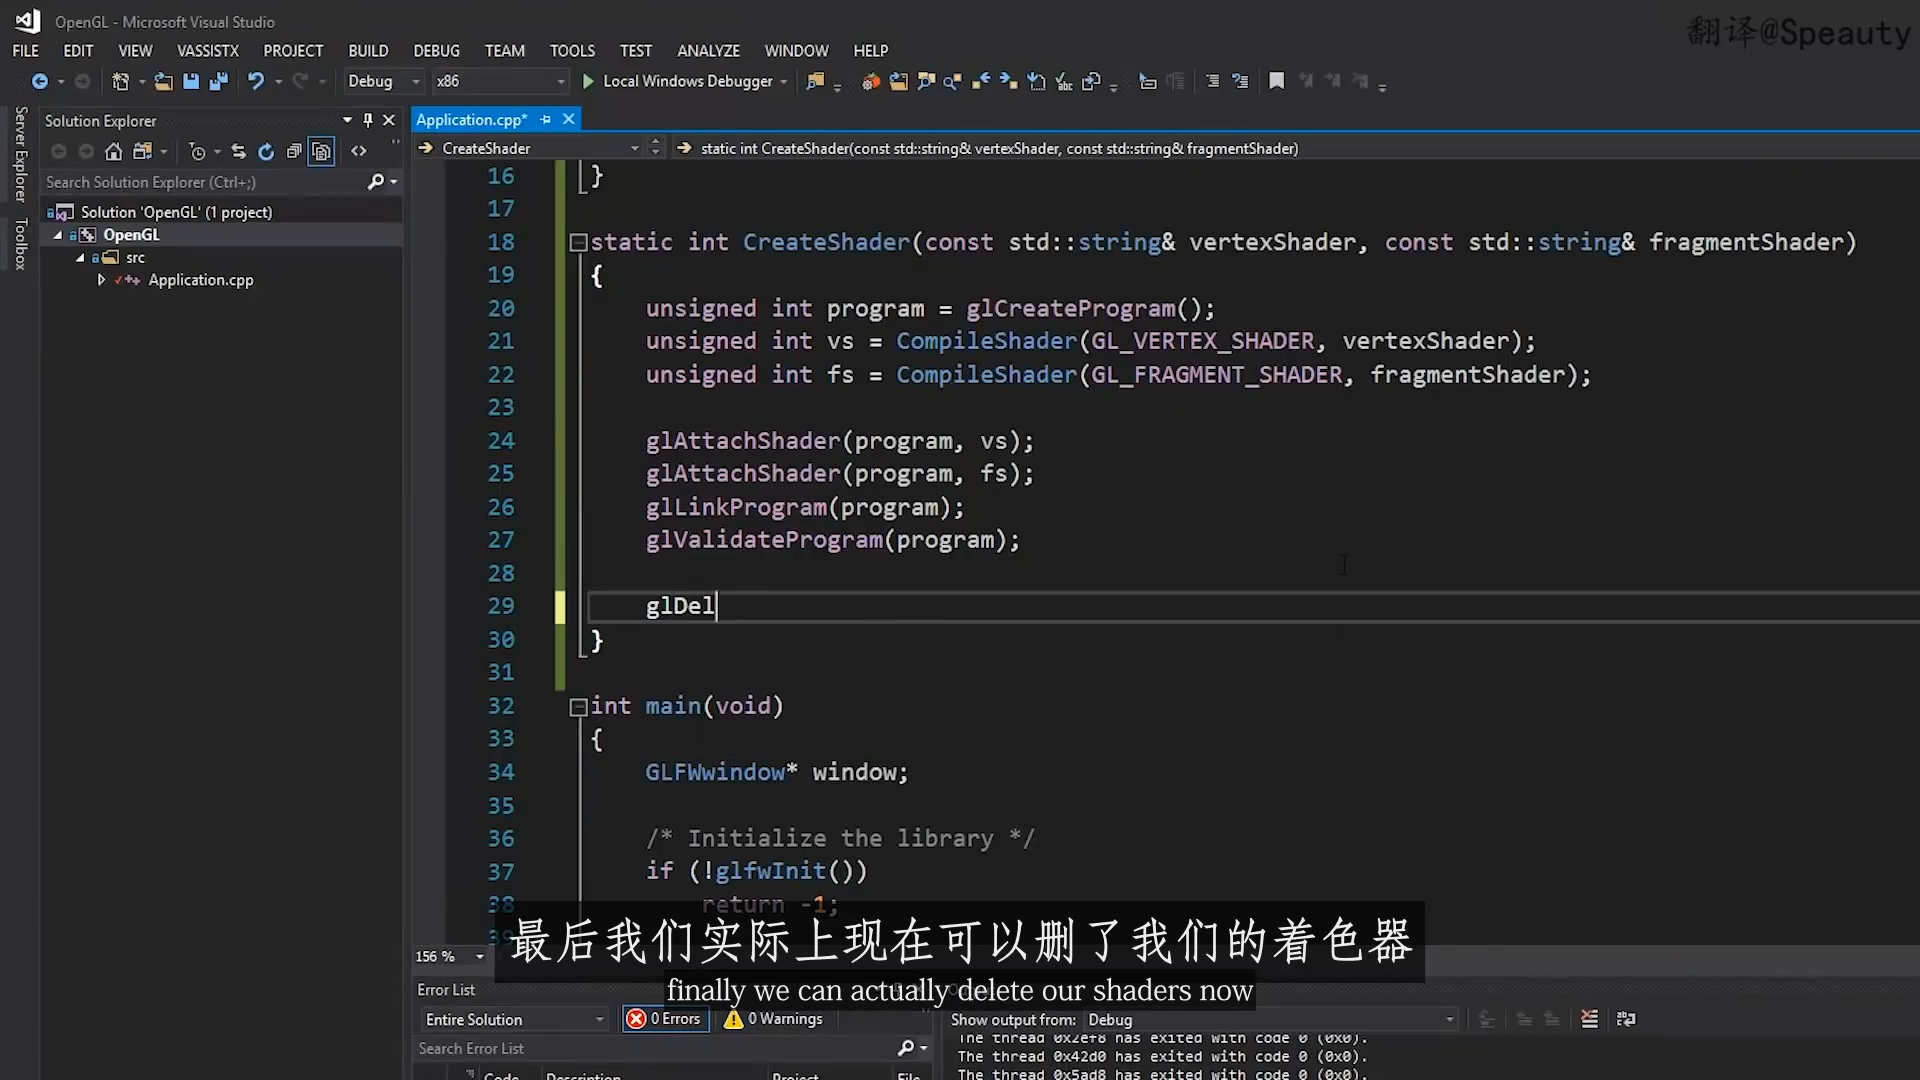 OpenGL - Microsoft Visual Studio
翻译@Speauty
FILE EDIT VIEW VASSISTX PROJECT BUILD DEBUG TEAM TOOLS TEST ANALYZE WINDOW HELP
Debug x86 Local Windows Debugger
Server Explorer
Toolbox
Solution Explorer
Search Solution Explorer (Ctrl+;)
Solution 'OpenGL' (1 project)
OpenGL
src
Application.cpp
Application.cpp*
CreateShader static int CreateShader(const std::string& vertexShader, const std::string& fragmentShader)
16 }
17
18 static int CreateShader(const std::string& vertexShader, const std::string& fragmentShader)
19 {
20 unsigned int program = glCreateProgram();
21 unsigned int vs = CompileShader(GL_VERTEX_SHADER, vertexShader);
22 unsigned int fs = CompileShader(GL_FRAGMENT_SHADER, fragmentShader);
23
24 glAttachShader(program, vs);
25 glAttachShader(program, fs);
26 glLinkProgram(program);
27 glValidateProgram(program);
28
29 glDel
30 }
31
32 int main(void)
33 {
34 GLFWwindow* window;
35
36 /* Initialize the library */
37 if (!glfwInit())
38 return -1;
最后我们实际上现在可以删了我们的着色器
156 %
finally we can actually delete our shaders now
Error List
Entire Solution 0 Errors 0 Warnings
Search Error List
Code Description Project File
Show output from: Debug
The thread 0x2ef8 has exited with code 0 (0x0).
The thread 0x42d0 has exited with code 0 (0x0).
The thread 0x5ad8 has exited with code 0 (0x0).